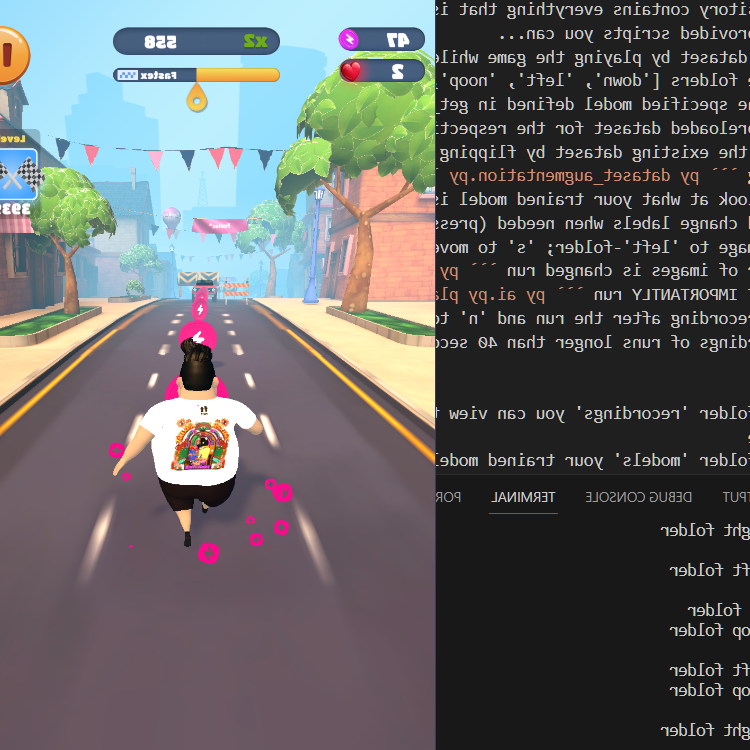 47
x2 558
2
Fastex
Level
sitory contains everything that is
provided scripts you can...
dataset by playing the game while
e folders ['down', 'left', 'noop',
he specified model defined in get_
preloaded dataset for the respecti
the existing dataset by flipping
g ``` py dataset_augmentation.py
look at what your trained model is
d change labels when needed (press
mage to 'left'-folder; 's' to move
r of images is changed run ``` py
T IMPORTANTLY run ``` py ai.py pla
recording after the run and 'n' to
rdings of runs longer than 40 seco
folder 'recordings' you can view t
folder 'models' your trained model
PUT DEBUG CONSOLE TERMINAL POR
ght folder
ft folder
folder
op folder
ft folder
op folder
ght folder